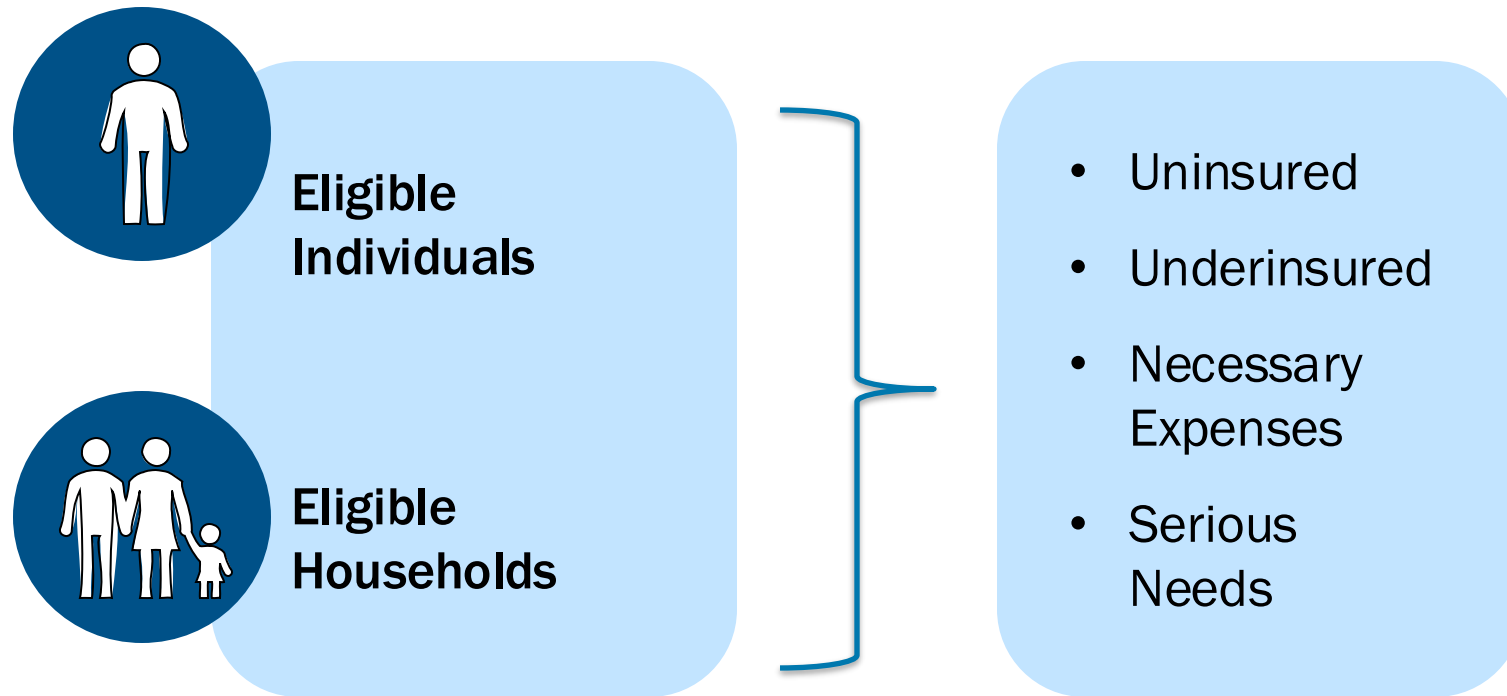 Eligible
Individuals
Eligible
Households
• Uninsured
• Underinsured
• Necessary
Expenses
• Serious
Needs